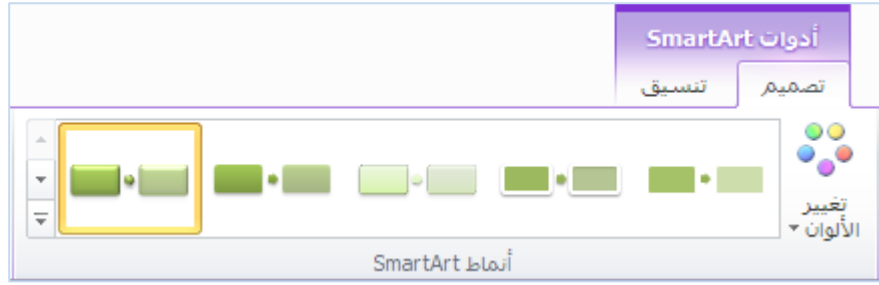 أدوات SmartArt
تصميم
تنسيق
تغيير
الألوان
أنماط SmartArt